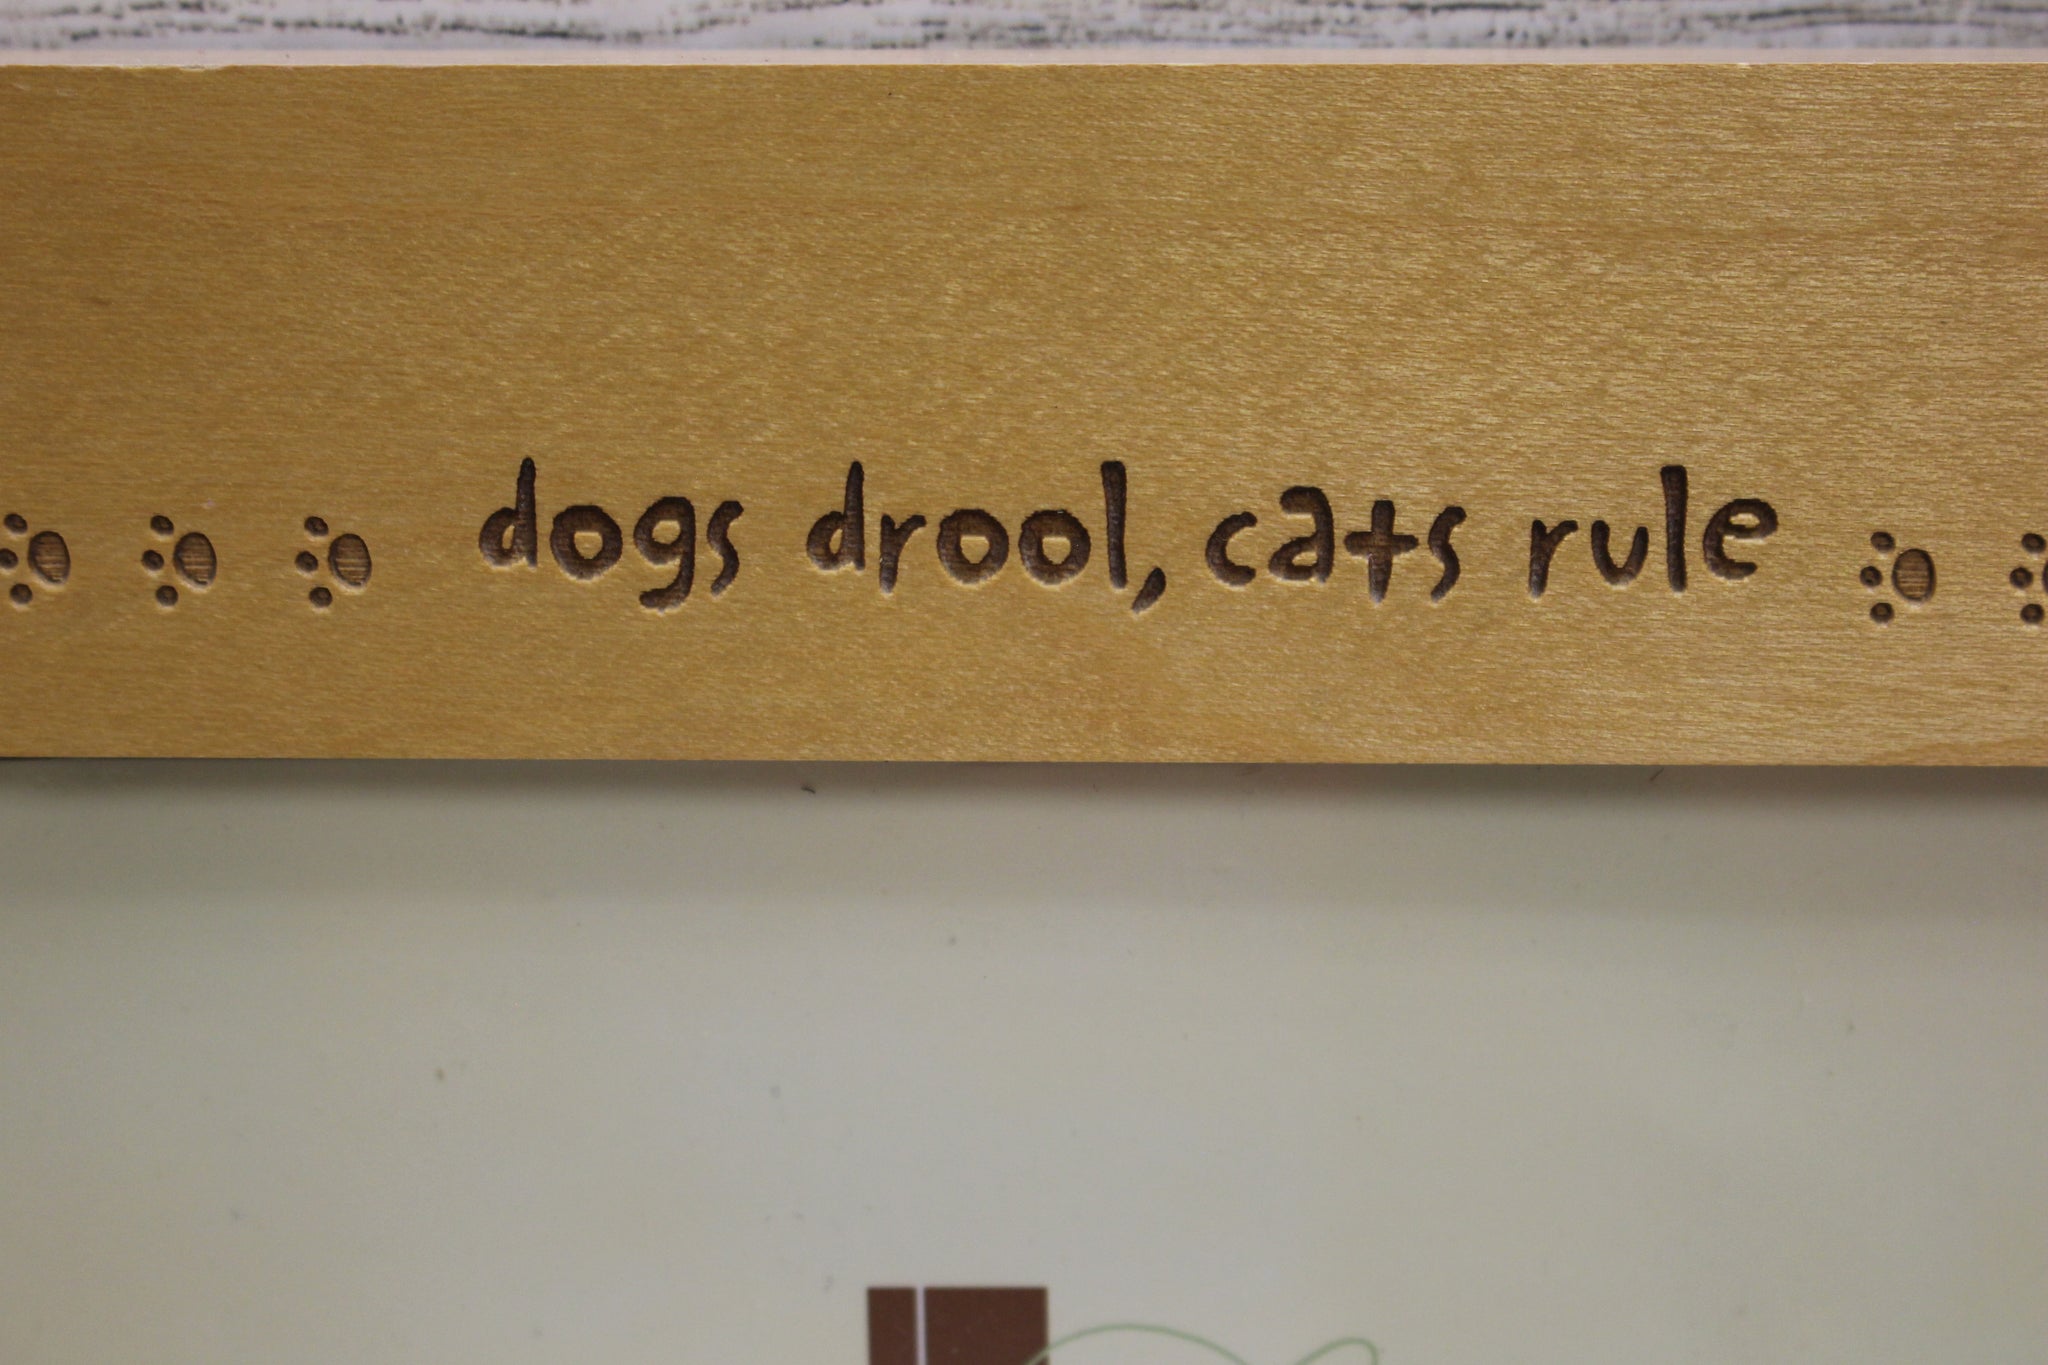 dogs drool, cats rule